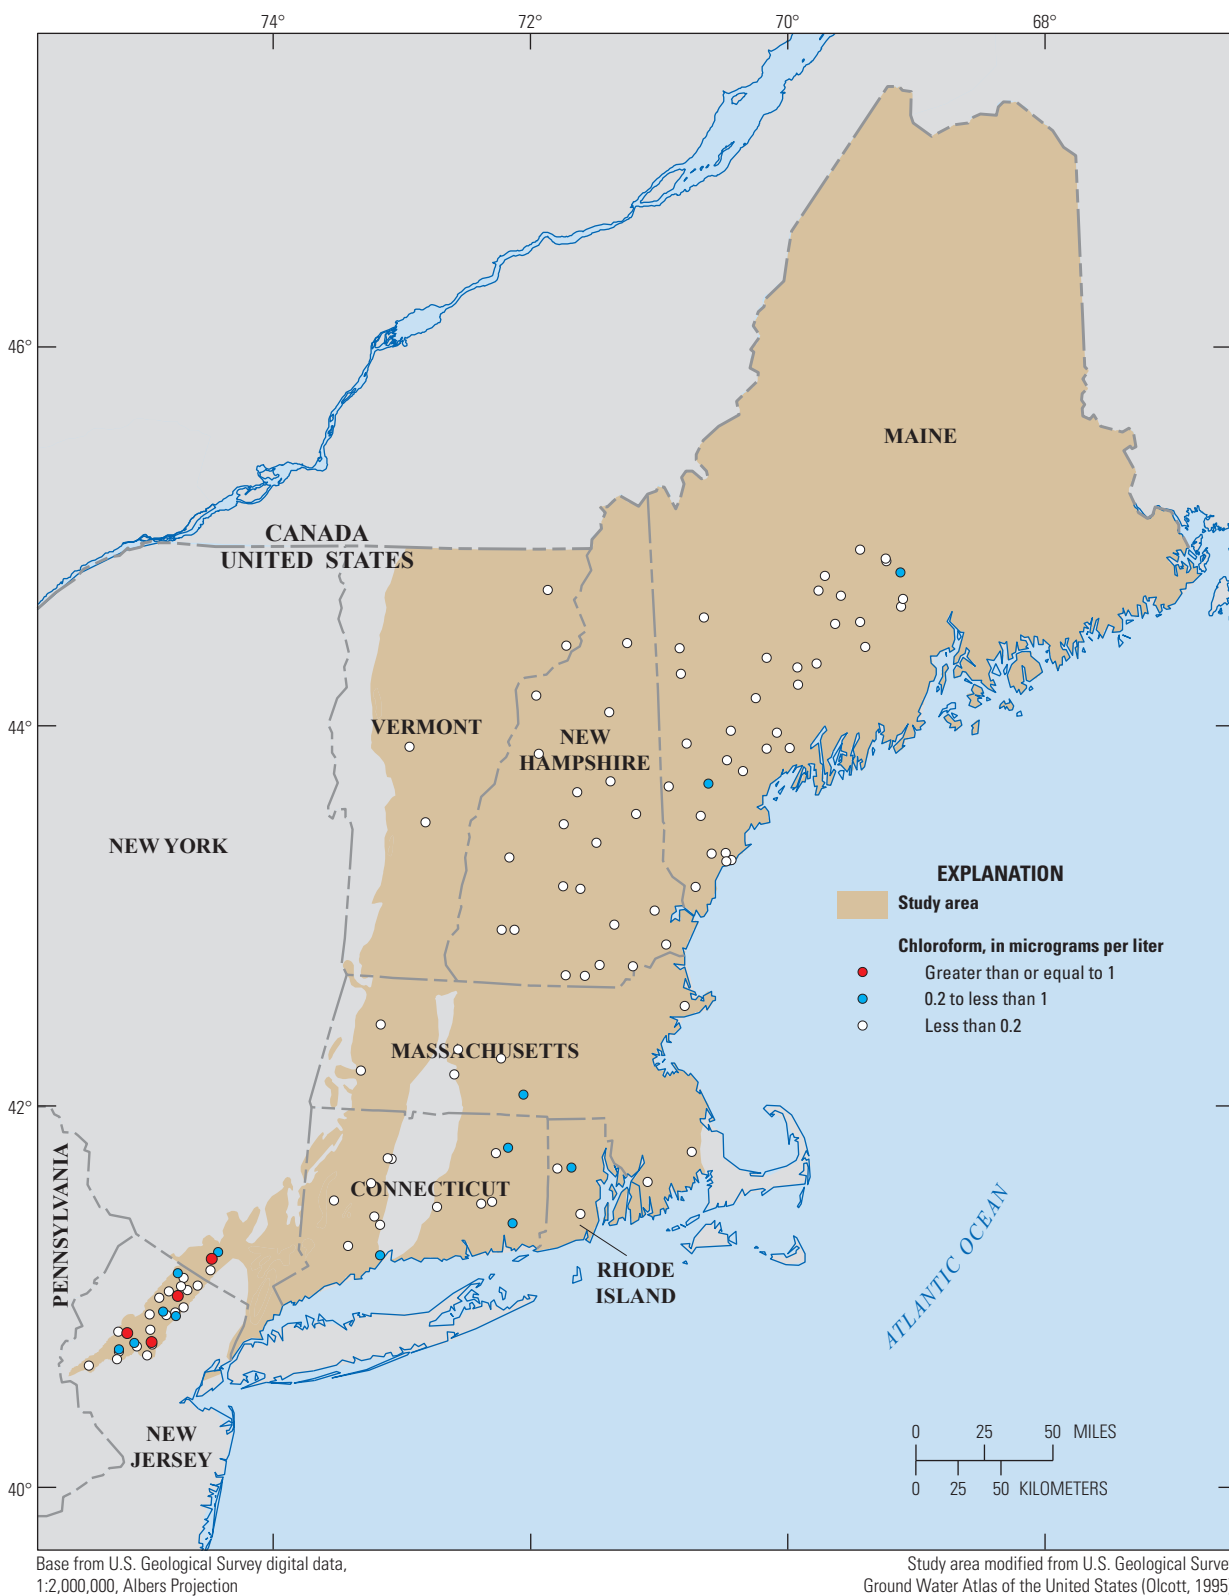 74°
72°
70°
68°
46°
MAINE
CANADA
UNITED STATES
44°
VERMONT
NEW
HAMPSHIRE
NEW YORK
EXPLANATION
Study area
Chloroform, in micrograms per liter
Greater than or equal to 1
0.2 to less than 1
Less than 0.2
MASSACHUSETTS
42°
PENNSYLVANIA
CONNECTICUT
RHODE
ISLAND
ATLANTIC OCEAN
NEW
JERSEY
0 25 50 MILES
0 25 50 KILOMETERS
40°
Base from U.S. Geological Survey digital data,
1:2,000,000, Albers Projection
Study area modified from U.S. Geological Surve
Ground Water Atlas of the United States (Olcott, 1995